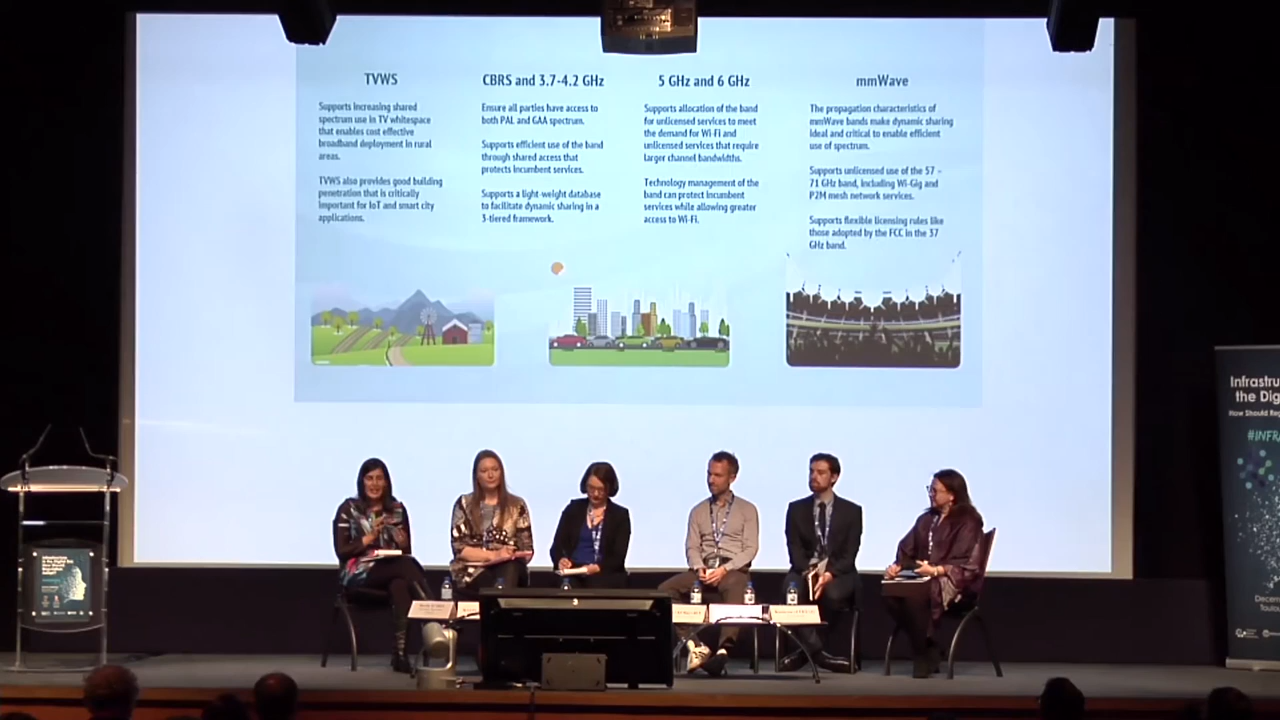 TVWS
Supports increasing shared
spectrum use in TV whitespace
that enables cost effective
broadband deployment in rural
areas.
TVWS also provides good building
penetration that is critically
important for IoT and smart city
applications.
CBRS and 3.7-4.2 GHz
Ensure all parties have access to
both PAL and GAA spectrum.
Supports efficient use of the band
through shared access that
protects incumbent services.
Supports a light-weight database
to facilitate dynamic sharing in a
3-tiered framework.
5 GHz and 6 GHz
Supports allocation of the band
for unlicensed services to meet
the demand for Wi-Fi and
unlicensed services that require
larger channel bandwidths.
Technology management of the
band can protect incumbent
services while allowing greater
access to Wi-Fi.
mmWave
The propagation characteristics of
mmWave bands make dynamic sharing
ideal and critical to enable efficient
use of spectrum.
Supports unlicensed use of the 57 -
71 GHz band, including Wi-Gig and
P2M mesh network services.
Supports flexible licensing rules like
those adopted by the FCC in the 37
GHz band.
Infrastru
the Dig
How Should Reg
#INFRA
Decem
Toulou
3